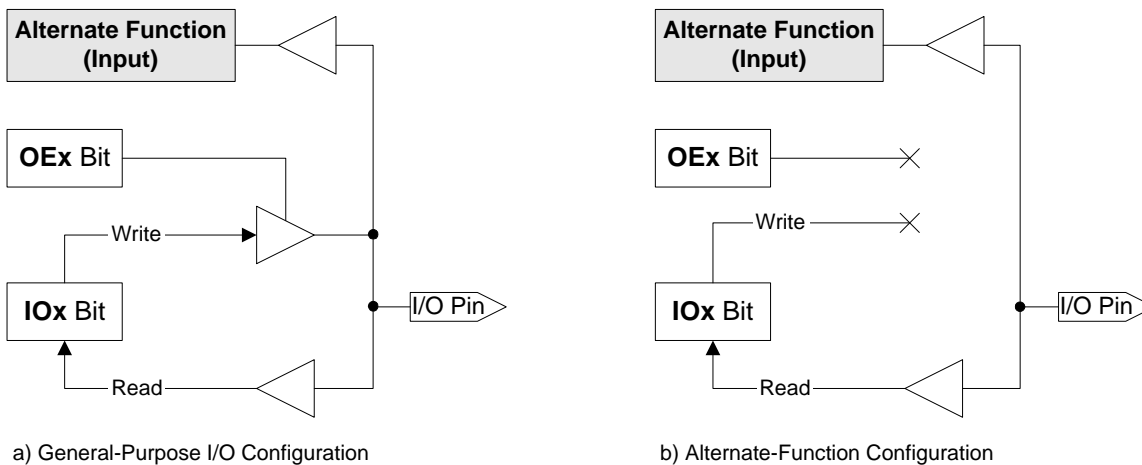 Alternate Function
(Input)
OEx Bit
Write
IOx Bit
I/O Pin
Read
a) General-Purpose I/O Configuration
Alternate Function
(Input)
OEx Bit
Write
IOx Bit
I/O Pin
Read
b) Alternate-Function Configuration